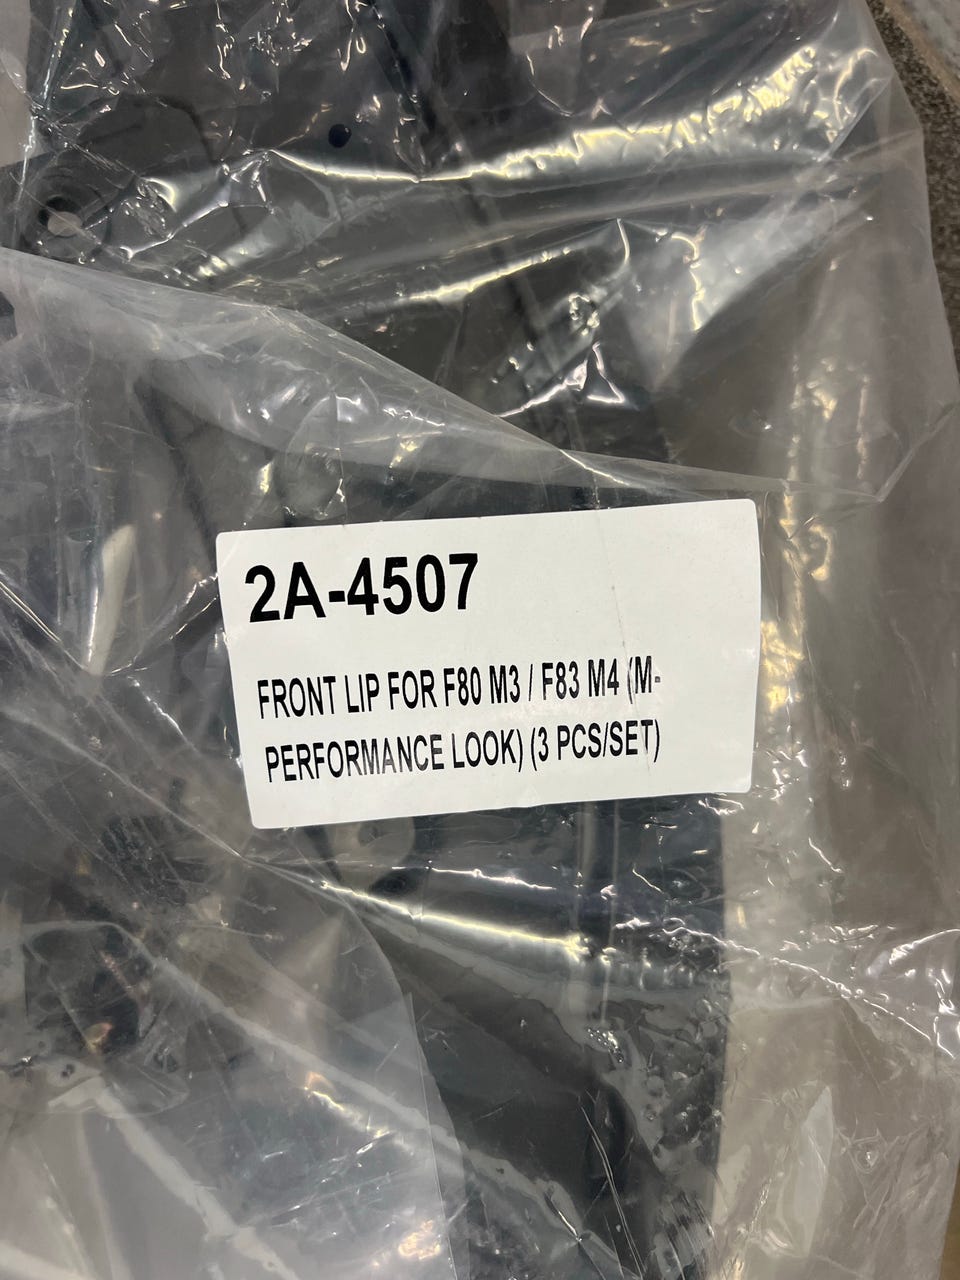 2A-4507
FRONT LIP FOR F80 M3 / F83 M4 (M-
PERFORMANCE LOOK) (3 PCS/SET)